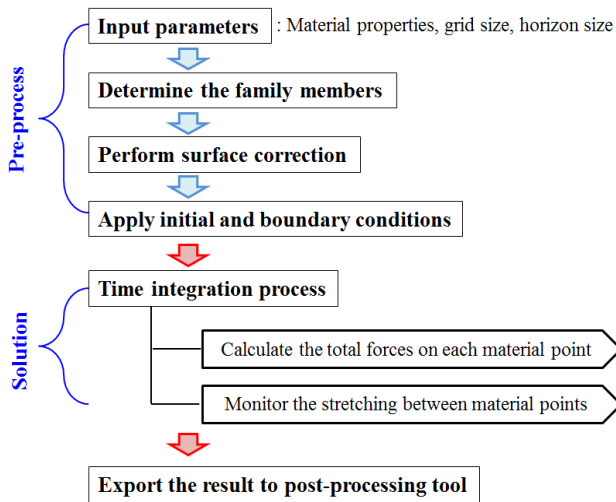 Input parameters : Material properties, grid size, horizon size
Determine the family members
Pre-process
Perform surface correction
Apply initial and boundary conditions
Time integration process
Solution
Calculate the total forces on each material point
Monitor the stretching between material points
Export the result to post-processing tool